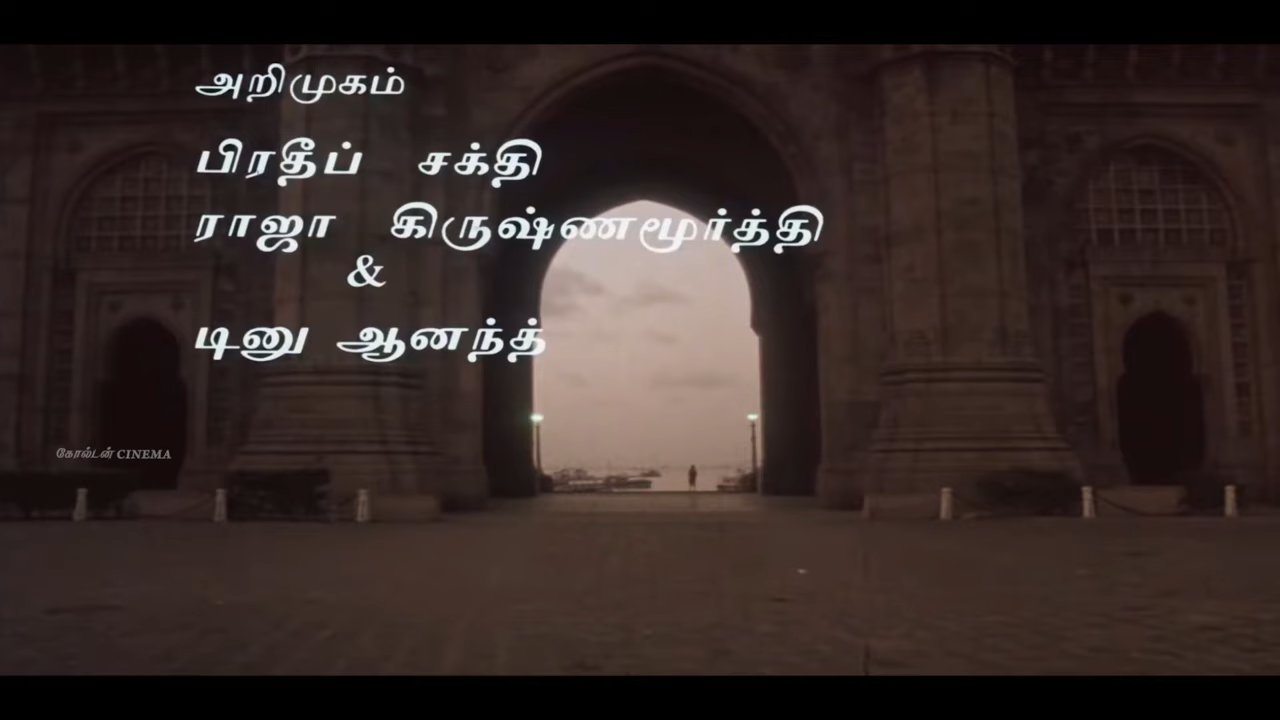 அறிமுகம்
பிரதீப் சக்தி
ராஜா கிருஷ்ணமூர்த்தி
&
டினு ஆனந்த்
கோல்டன் CINEMA